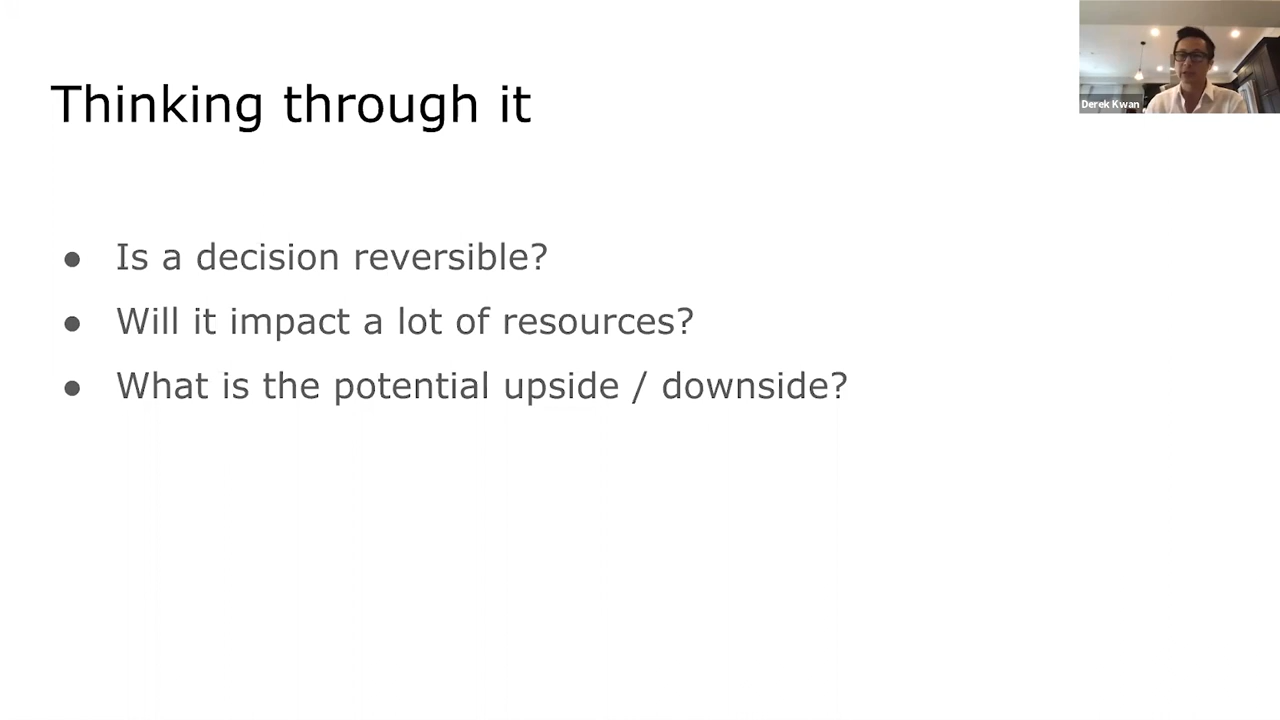 Thinking through it
Derek Kwan
● Is a decision reversible?
● Will it impact a lot of resources?
● What is the potential upside / downside?